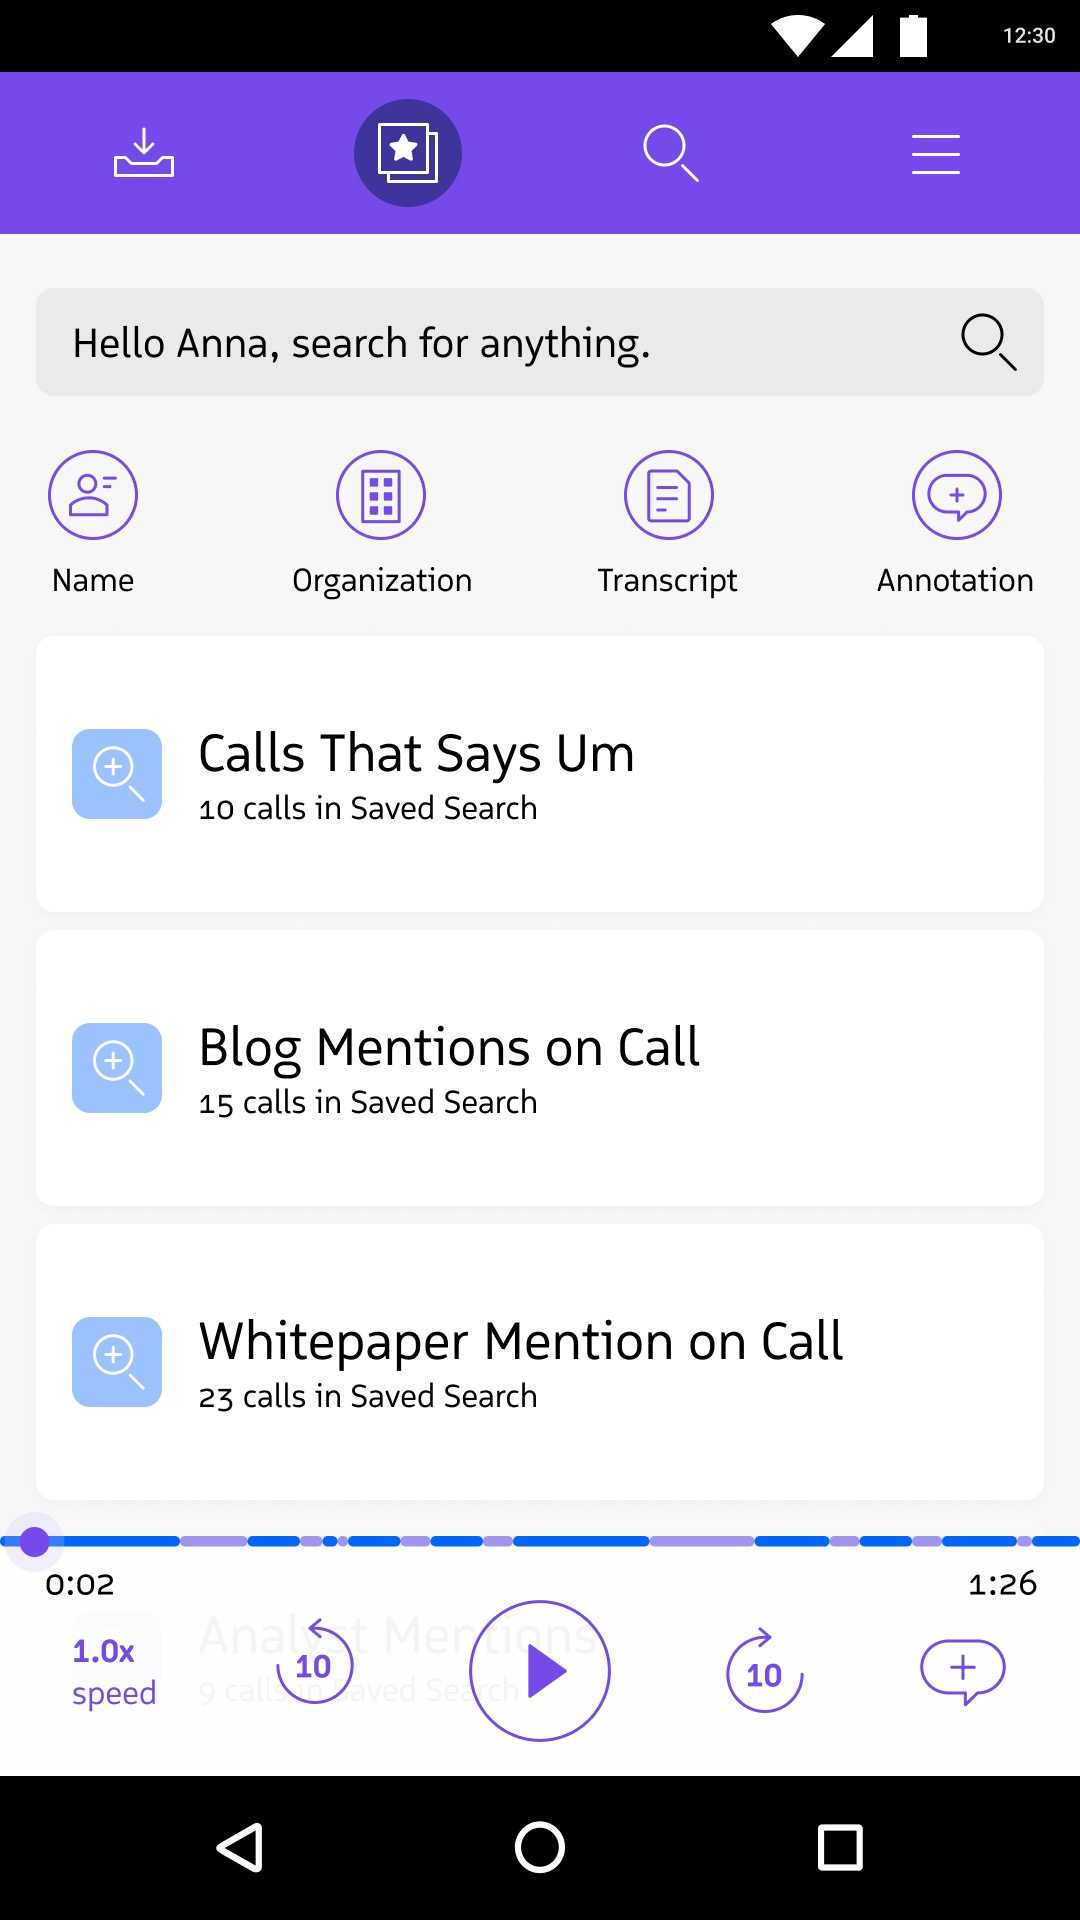 12:30
Hello Anna, search for anything.
Name Organization Transcript Annotation
Calls That Says Um
10 calls in Saved Search
Blog Mentions on Call
15 calls in Saved Search
Whitepaper Mention on Call
23 calls in Saved Search
0:02 1:26
Analyst Mentions
9 calls in Saved Search
1.0x
speed
10
10